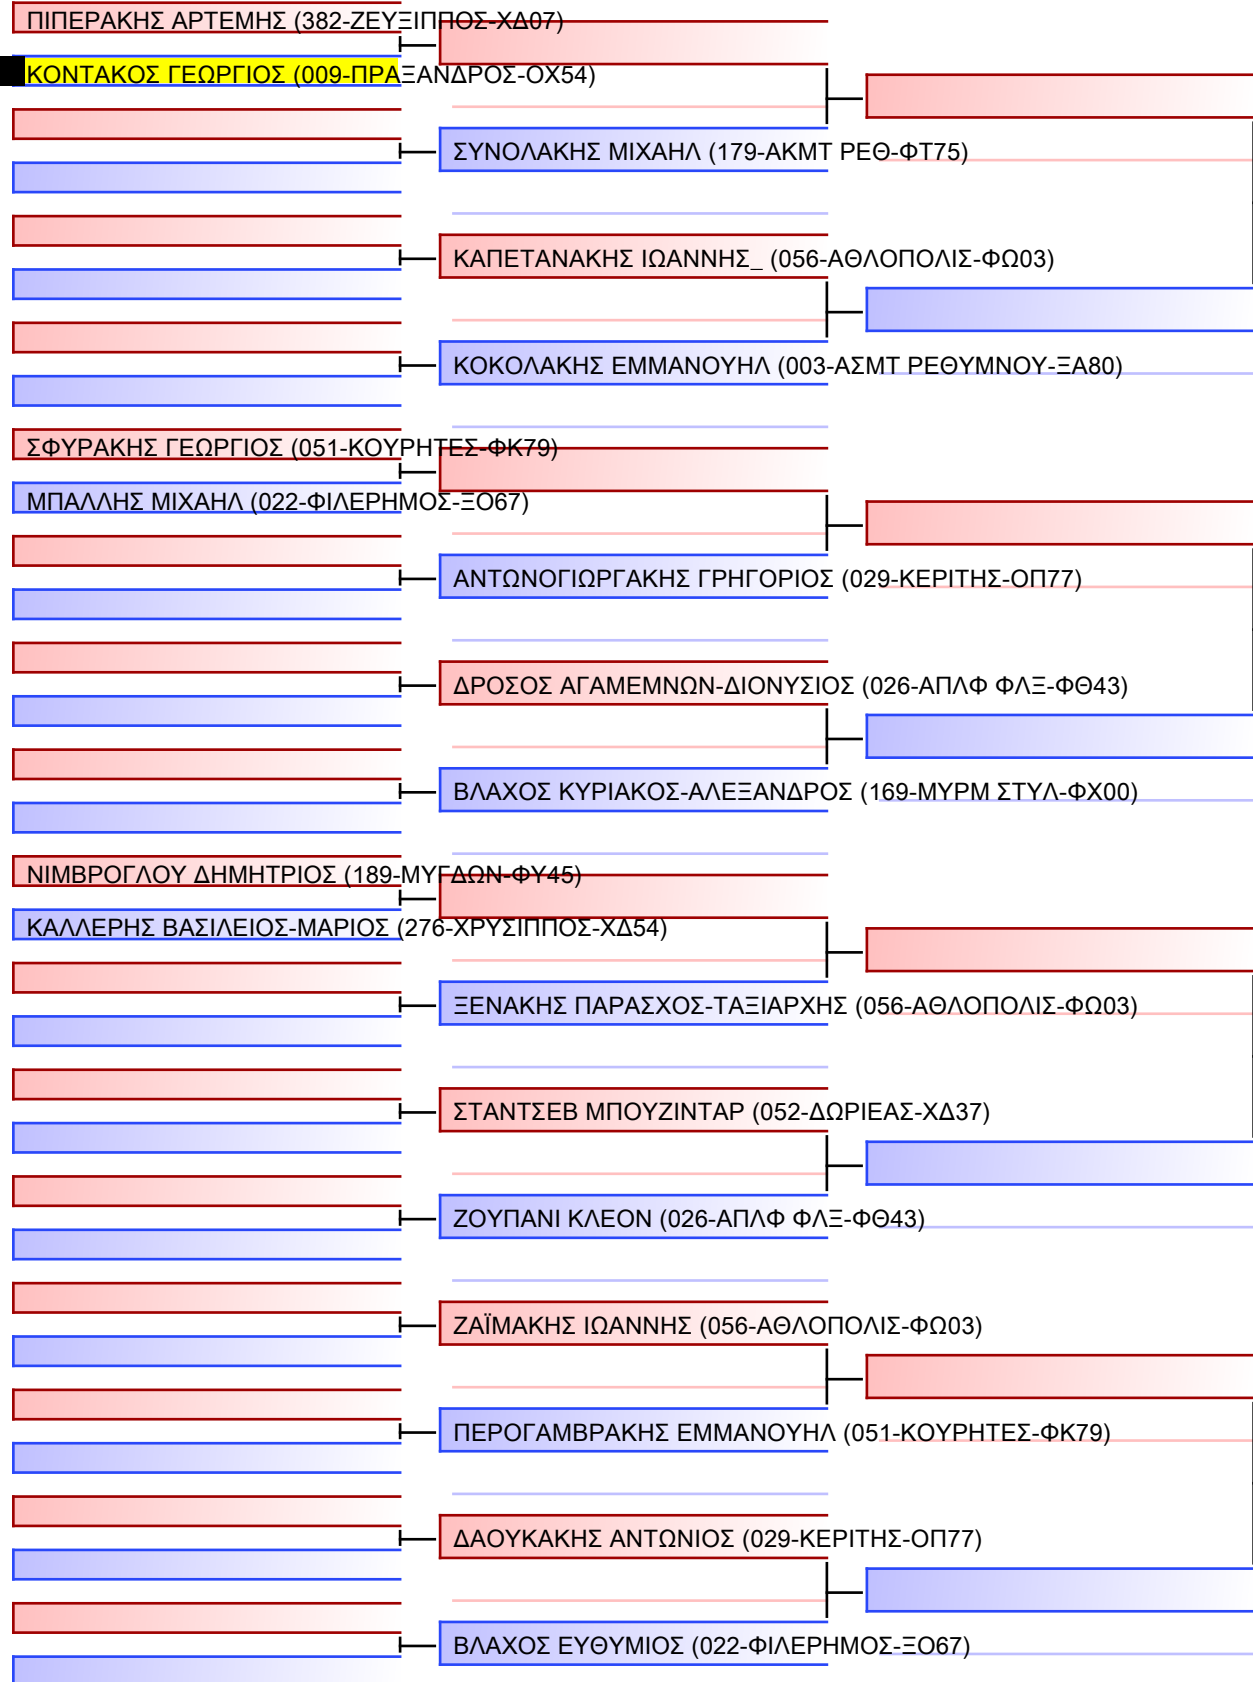 ΠΙΠΕΡΑΚΗΣ ΑΡΤΕΜΗΣ (382-ΖΕΥΞΙΠΠΟΣ-ΧΔ07)
ΚΟΝΤΑΚΟΣ ΓΕΩΡΓΙΟΣ (009-ΠΡΑΞΑΝΔΡΟΣ-ΟΧ54)
ΣΥΝΟΛΑΚΗΣ ΜΙΧΑΗΛ (179-ΑΚΜΤ ΡΕΘ-ΦΤ75)
ΚΑΠΕΤΑΝΑΚΗΣ ΙΩΑΝΝΗΣ_ (056-ΑΘΛΟΠΟΛΙΣ-ΦΩ03)
ΚΟΚΟΛΑΚΗΣ ΕΜΜΑΝΟΥΗΛ (003-ΑΣΜΤ ΡΕΘΥΜΝΟΥ-ΞΑ80)
ΣΦΥΡΑΚΗΣ ΓΕΩΡΓΙΟΣ (051-ΚΟΥΡΗΤΕΣ-ΦΚ79)
ΜΠΑΛΛΗΣ ΜΙΧΑΗΛ (022-ΦΙΛΕΡΗΜΟΣ-ΞΟ67)
ΑΝΤΩΝΟΓΙΩΡΓΑΚΗΣ ΓΡΗΓΟΡΙΟΣ (029-ΚΕΡΙΤΗΣ-ΟΠ77)
ΔΡΟΣΟΣ ΑΓΑΜΕΜΝΩΝ-ΔΙΟΝΥΣΙΟΣ (026-ΑΠΛΦ ΦΛΞ-ΦΘ43)
ΒΛΑΧΟΣ ΚΥΡΙΑΚΟΣ-ΑΛΕΞΑΝΔΡΟΣ (169-ΜΥΡΜ ΣΤΥΛ-ΦΧ00)
ΝΙΜΒΡΟΓΛΟΥ ΔΗΜΗΤΡΙΟΣ (189-ΜΥΓΔΩΝ-ΦΥ45)
ΚΑΛΛΕΡΗΣ ΒΑΣΙΛΕΙΟΣ-ΜΑΡΙΟΣ (276-ΧΡΥΣΙΠΠΟΣ-ΧΔ54)
ΞΕΝΑΚΗΣ ΠΑΡΑΣΧΟΣ-ΤΑΞΙΑΡΧΗΣ (056-ΑΘΛΟΠΟΛΙΣ-ΦΩ03)
ΣΤΑΝΤΣΕΒ ΜΠΟΥΖΙΝΤΑΡ (052-ΔΩΡΙΕΑΣ-ΧΔ37)
ΖΟΥΠΑΝΙ ΚΛΕΟΝ (026-ΑΠΛΦ ΦΛΞ-ΦΘ43)
ΖΑΪΜΑΚΗΣ ΙΩΑΝΝΗΣ (056-ΑΘΛΟΠΟΛΙΣ-ΦΩ03)
ΠΕΡΟΓΑΜΒΡΑΚΗΣ ΕΜΜΑΝΟΥΗΛ (051-ΚΟΥΡΗΤΕΣ-ΦΚ79)
ΔΑΟΥΚΑΚΗΣ ΑΝΤΩΝΙΟΣ (029-ΚΕΡΙΤΗΣ-ΟΠ77)
ΒΛΑΧΟΣ ΕΥΘΥΜΙΟΣ (022-ΦΙΛΕΡΗΜΟΣ-ΞΟ67)